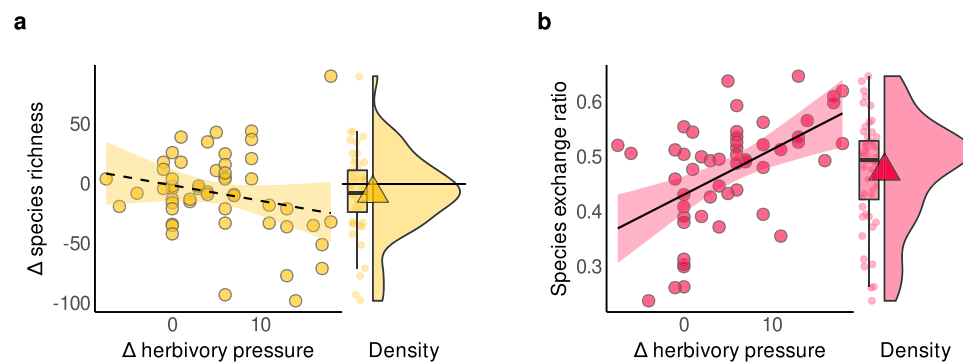 a
b
Δ species richness
50
0
-50
-100
0
10
Δ herbivory pressure
Density
Species exchange ratio
0.6
0.5
0.4
0.3
0
10
Δ herbivory pressure
Density